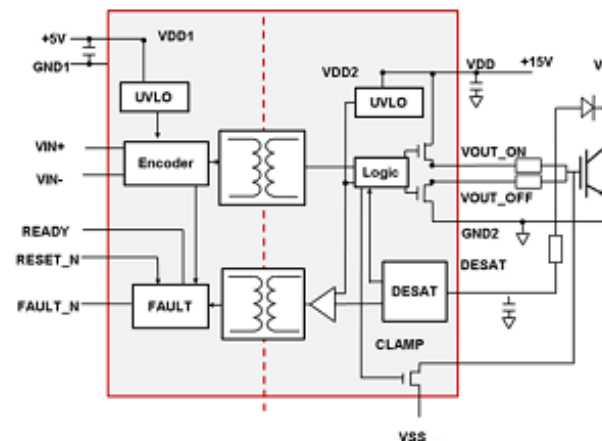 +5V
VDD1
GND1
VDD2
VDD
+15V
V
UVLO
UVLO
VIN+
VIN-
Encoder
Logic
VOUT_ON
VOUT_OFF
GND2
READY
RESET_N
FAULT_N
FAULT
DESAT
DESAT
CLAMP
VSS